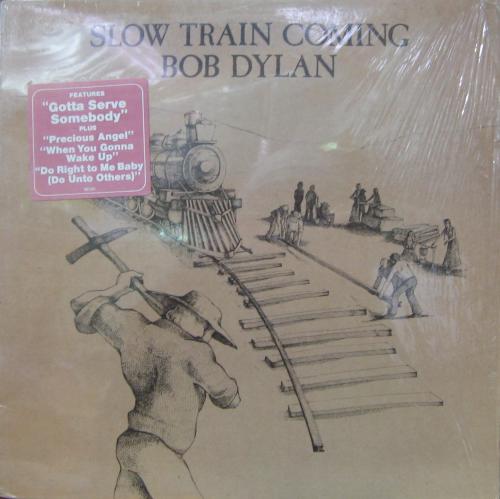 SLOW TRAIN COMING
BOB DYLAN
FEATURES
"Gotta Serve
Somebody"
PLUS
"Precious Angel"
"When You Gonna
Wake Up"
"Do Right to Me Baby
(Do Unto Others)"